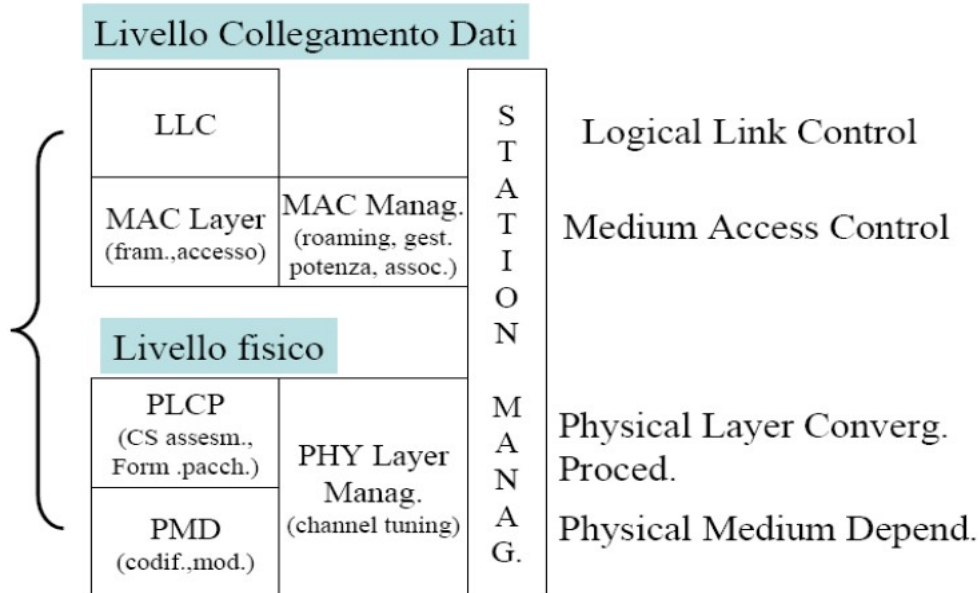 Livello Collegamento Dati
LLC
Logical Link Control
MAC Layer
(fram.,accesso)
MAC Manag.
(roaming, gest.
potenza, assoc.)
Medium Access Control
Livello fisico
PLCP
(CS assesm.,
Form .pacch.)
PHY Layer
Manag.
(channel tuning)
Physical Layer Converg.
Proced.
PMD
(codif.,mod.)
Physical Medium Depend.
S
T
A
T
I
O
N
M
A
N
A
G.